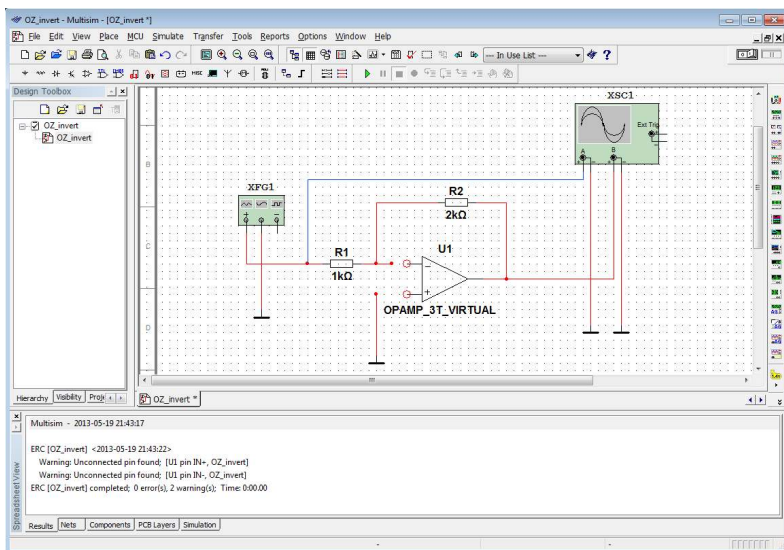 OZ_invert - Multisim - [OZ_invert *]
File Edit View Place MCU Simulate Transfer Tools Reports Options Window Help
--- In Use List ---
Design Toolbox
OZ_invert
OZ_invert
XSC1
Ext Trig
A
B
XFG1
R2
2kΩ
R1
1kΩ
U1
OPAMP_3T_VIRTUAL
B
C
D
Hierarchy Visibility Proje
OZ_invert *
Multisim - 2013-05-19 21:43:17
ERC [OZ_invert] <2013-05-19 21:43:22>
Warning: Unconnected pin found; [U1 pin IN+, OZ_invert]
Warning: Unconnected pin found; [U1 pin IN-, OZ_invert]
ERC [OZ_invert] completed; 0 error(s), 2 warning(s); Time: 0:00.00
Spreadsheet View
Results Nets Components PCB Layers Simulation